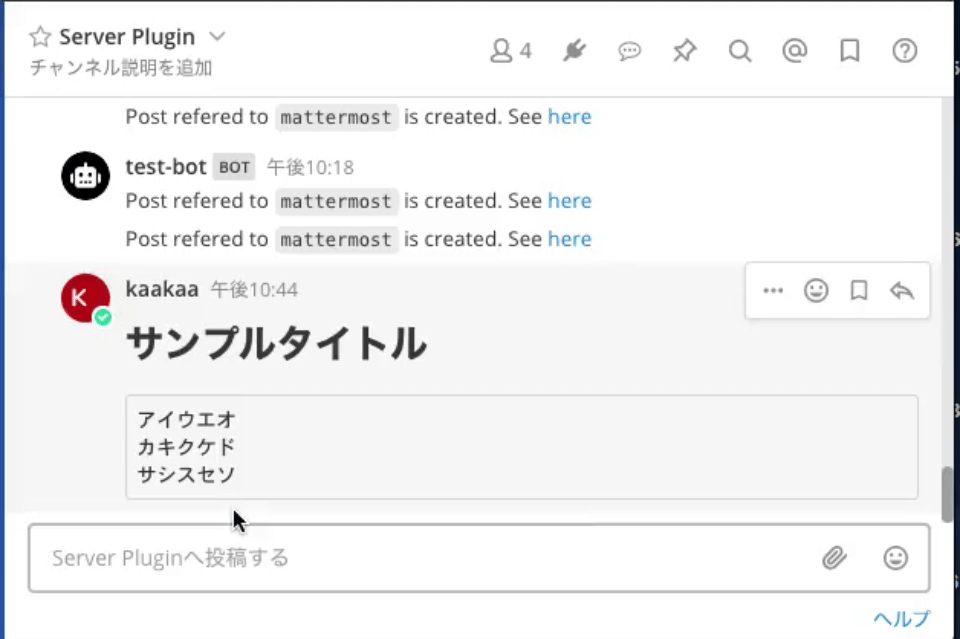 Server Plugin
4
チャンネル説明を追加
Post refered to mattermost is created. See here
test-bot BOT 午後10:18
Post refered to mattermost is created. See here
Post refered to mattermost is created. See here
K
kaakaa 午後10:44
サンプルタイトル
アイウエオ
カキクケド
サシスセソ
Server Pluginへ投稿する
ヘルプ